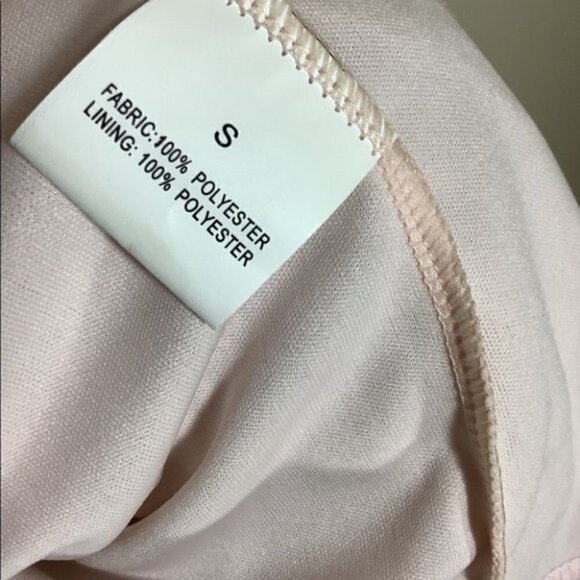 S
FABRIC:100% POLYESTER
LINING: 100% POLYESTER